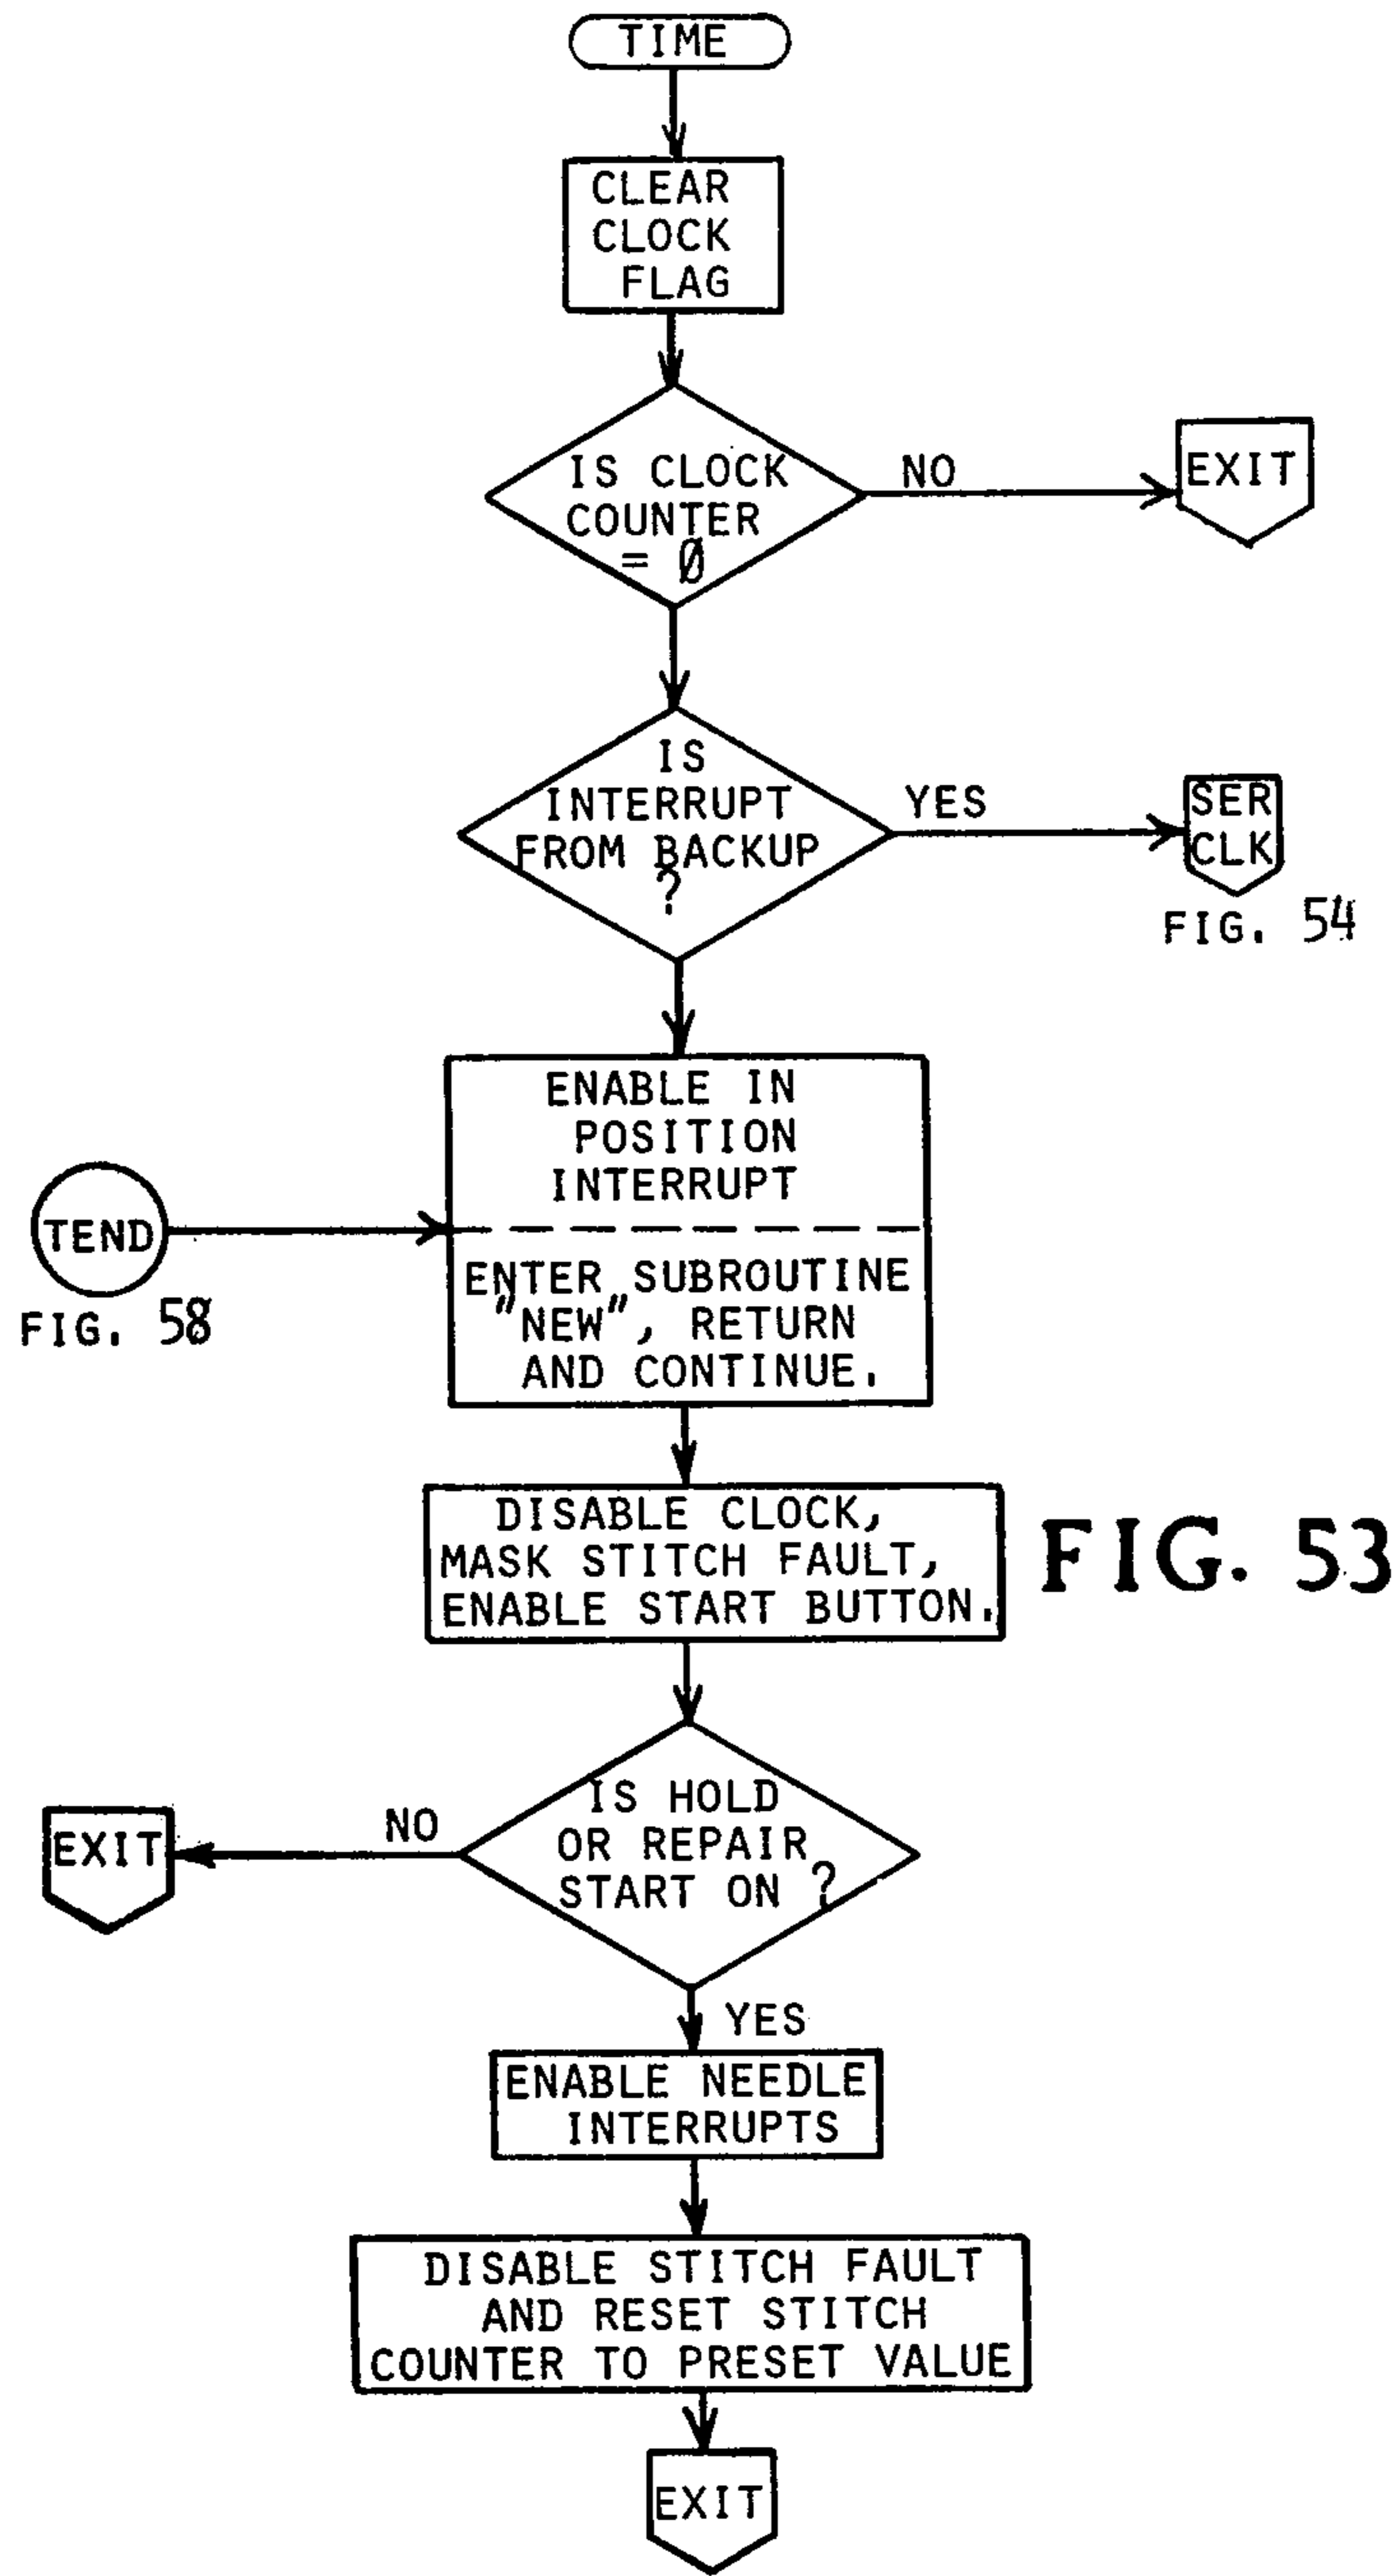 TIME
CLEAR
CLOCK
FLAG
IS CLOCK
COUNTER
= Ø
NO
EXIT
IS
INTERRUPT
FROM BACKUP
?
YES
SER
CLK
FIG. 54
ENABLE IN
POSITION
INTERRUPT
TEND
FIG. 58
ENTER SUBROUTINE
"NEW", RETURN
AND CONTINUE.
DISABLE CLOCK,
MASK STITCH FAULT,
ENABLE START BUTTON.
FIG. 53
IS HOLD
OR REPAIR
START ON ?
NO
EXIT
YES
ENABLE NEEDLE
INTERRUPTS
DISABLE STITCH FAULT
AND RESET STITCH
COUNTER TO PRESET VALUE
EXIT